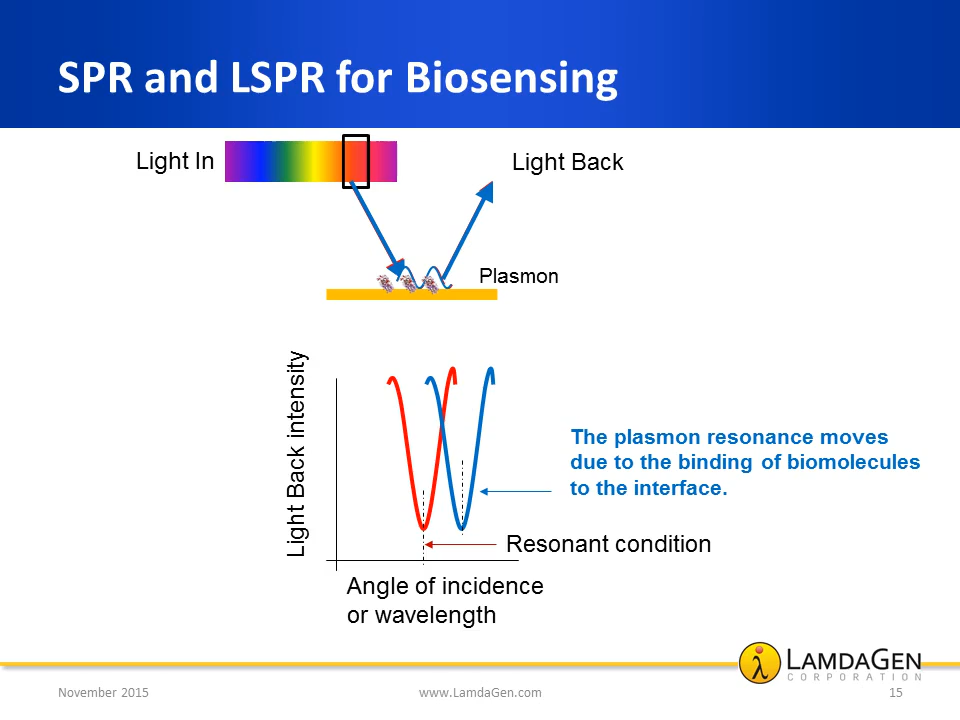 SPR and LSPR for Biosensing
Light In
Light Back
Plasmon
Light Back intensity
The plasmon resonance moves
due to the binding of biomolecules
to the interface.
Resonant condition
Angle of incidence
or wavelength
λ
LAMDAGEN
CORPORATION
November 2015
www.LamdaGen.com
15